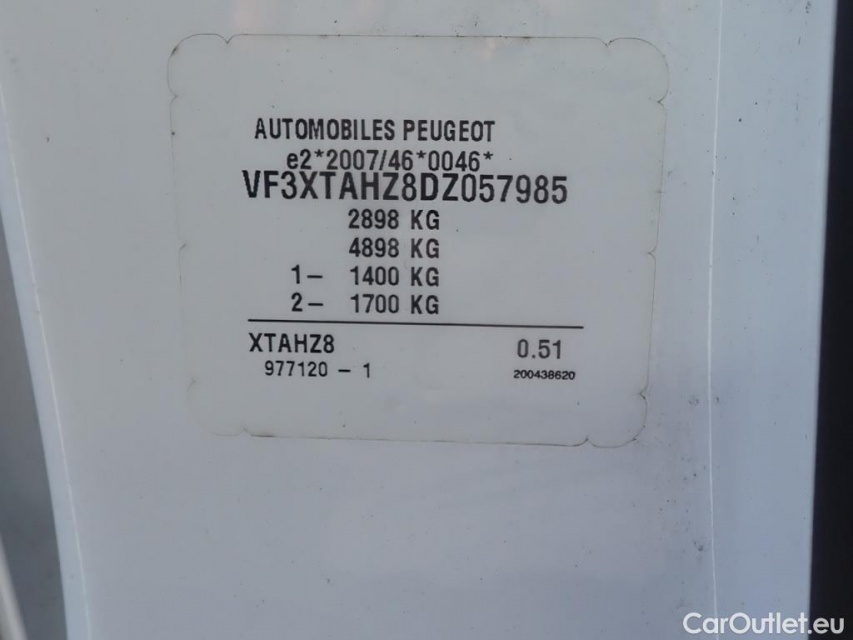 AUTOMOBILES PEUGEOT
e2*2007/46*0046*
VF3XTAHZ8DZ057985
2898 KG
4898 KG
1- 1400 KG
2- 1700 KG
XTAHZ8 0.51
977120 - 1 200438620
CarOutlet.eu